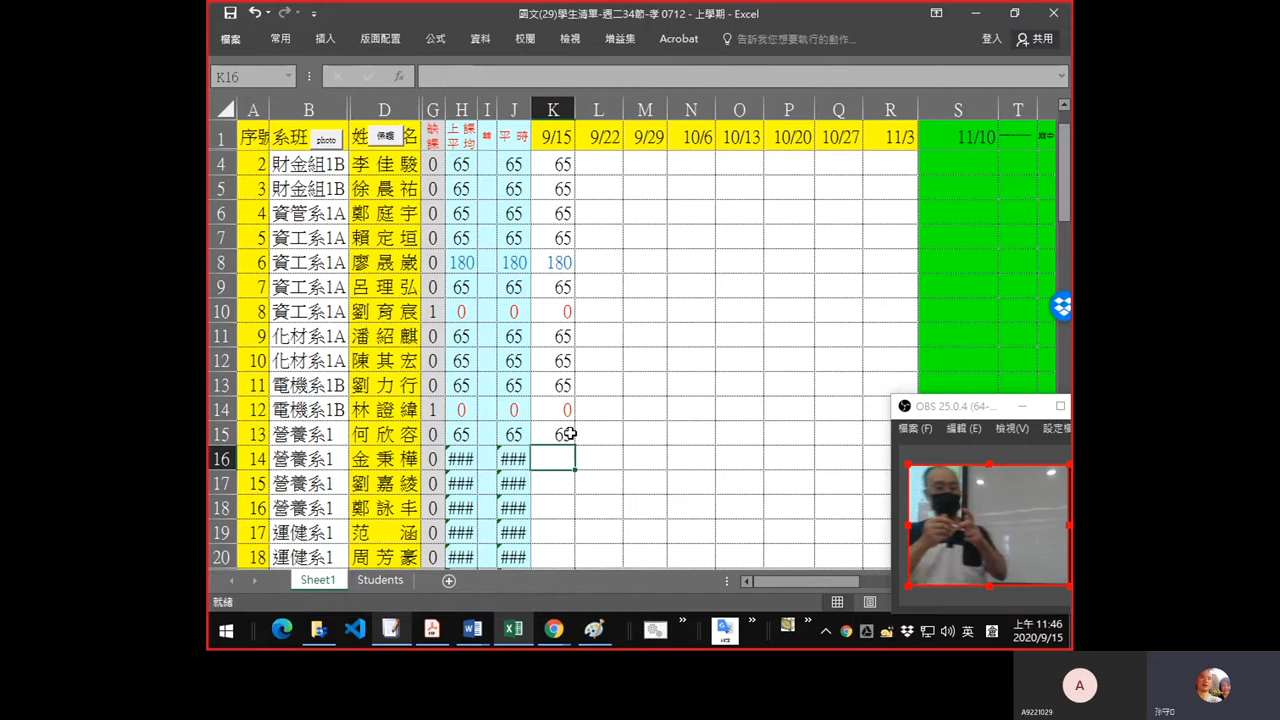 國文(29)學生清單-週二34節-孝 0712 - 上學期 - Excel
檔案 常用 插入 版面配置 公式 資料 校閱 檢視 增益集 Acrobat 告訴我您想要執行的動作... 登入 共用
K16 fx
A B D G H I J K L M N O P Q R S T
1 序號 系班 photo 姓 保護 名 缺課 上課平均 平時 9/15 9/22 9/29 10/6 10/13 10/20 10/27 11/3 11/10
4 2 財金組1B 李佳駿 0 65 65 65
5 3 財金組1B 徐晨祐 0 65 65 65
6 4 資管系1A 鄭庭宇 0 65 65 65
7 5 資工系1A 賴定垣 0 65 65 65
8 6 資工系1A 廖晟崴 0 180 180 180
9 7 資工系1A 呂理弘 0 65 65 65
10 8 資工系1A 劉育宸 1 0 0 0
11 9 化材系1A 潘紹麒 0 65 65 65
12 10 化材系1A 陳其宏 0 65 65 65
13 11 電機系1B 劉力行 0 65 65 65
14 12 電機系1B 林證緯 1 0 0 0
15 13 營養系1 何欣容 0 65 65 65
16 14 營養系1 金秉樺 0 ### ###
17 15 營養系1 劉嘉綾 0 ### ###
18 16 營養系1 鄭詠丰 0 ### ###
19 17 運健系1 范涵 0 ### ###
20 18 運健系1 周芳豪 0 ### ###
OBS 25.0.4 (64-...
檔案(F) 編輯(E) 檢視(V) 設定檔
Sheet1 Students
就緒
英
上午 11:46
2020/9/15
A
A9221029